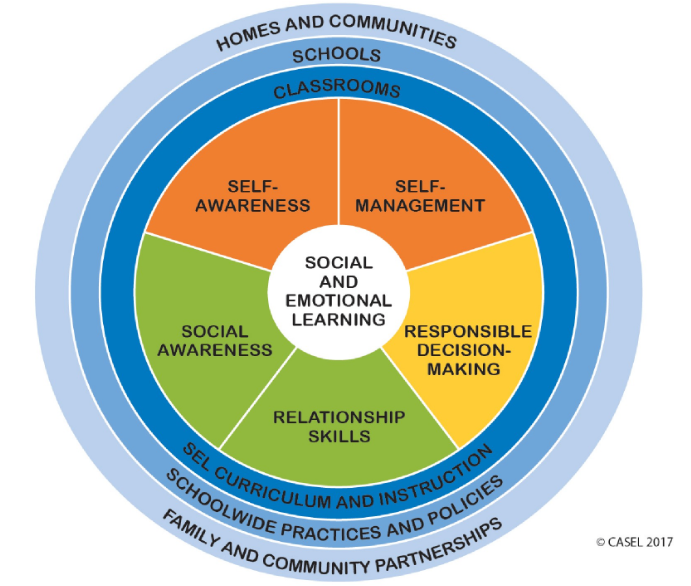 HOMES AND COMMUNITIES
SCHOOLS
CLASSROOMS
SELF-
AWARENESS
SELF-
MANAGEMENT
SOCIAL
AND
EMOTIONAL
LEARNING
SOCIAL
AWARENESS
RESPONSIBLE
DECISION-
MAKING
RELATIONSHIP
SKILLS
SEL CURRICULUM AND INSTRUCTION
SCHOOLWIDE PRACTICES AND POLICIES
FAMILY AND COMMUNITY PARTNERSHIPS
© CASEL 2017